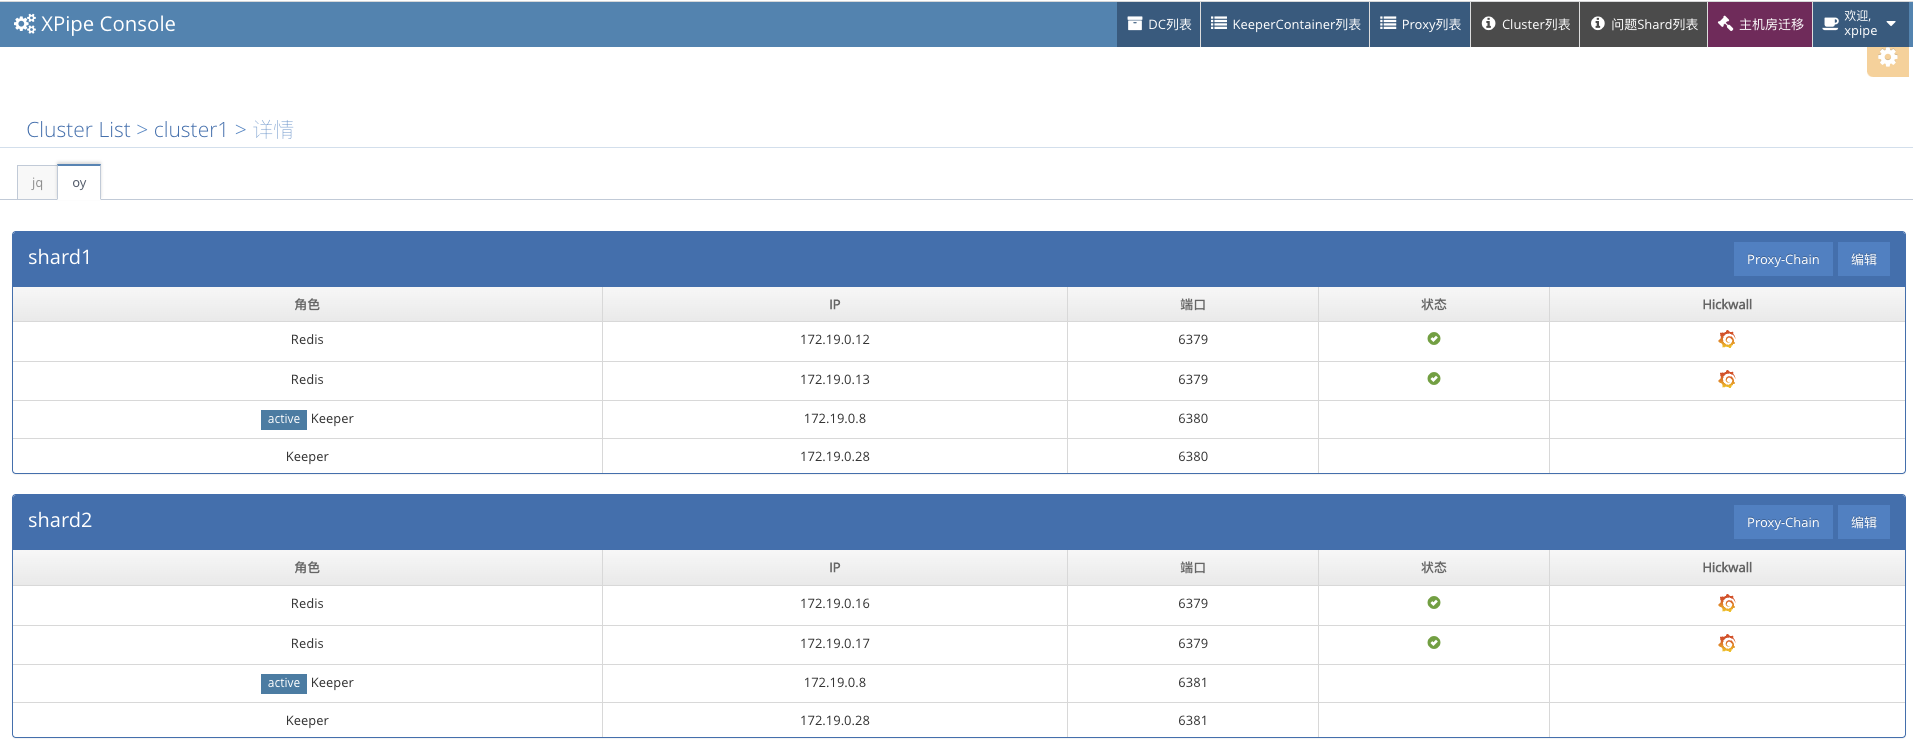 XPipe Console
DC列表 KeeperContainer列表 Proxy列表 Cluster列表 问题Shard列表 主机房迁移 欢迎,
xpipe
Cluster List > cluster1 > 详情
jq oy
shard1 Proxy-Chain 编辑
角色 IP 端口 状态 Hickwall
Redis 172.19.0.12 6379
Redis 172.19.0.13 6379
active Keeper 172.19.0.8 6380
Keeper 172.19.0.28 6380
shard2 Proxy-Chain 编辑
角色 IP 端口 状态 Hickwall
Redis 172.19.0.16 6379
Redis 172.19.0.17 6379
active Keeper 172.19.0.8 6381
Keeper 172.19.0.28 6381